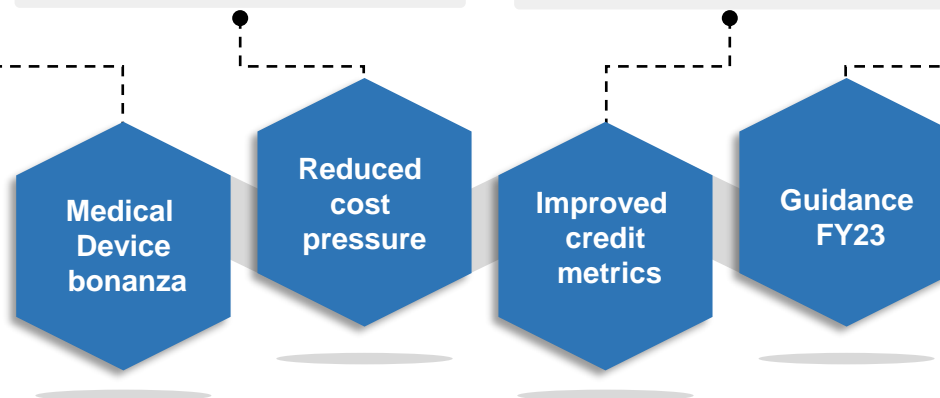 Medical
Device
bonanza
Reduced
cost
pressure
Improved
credit
metrics
Guidance
FY23